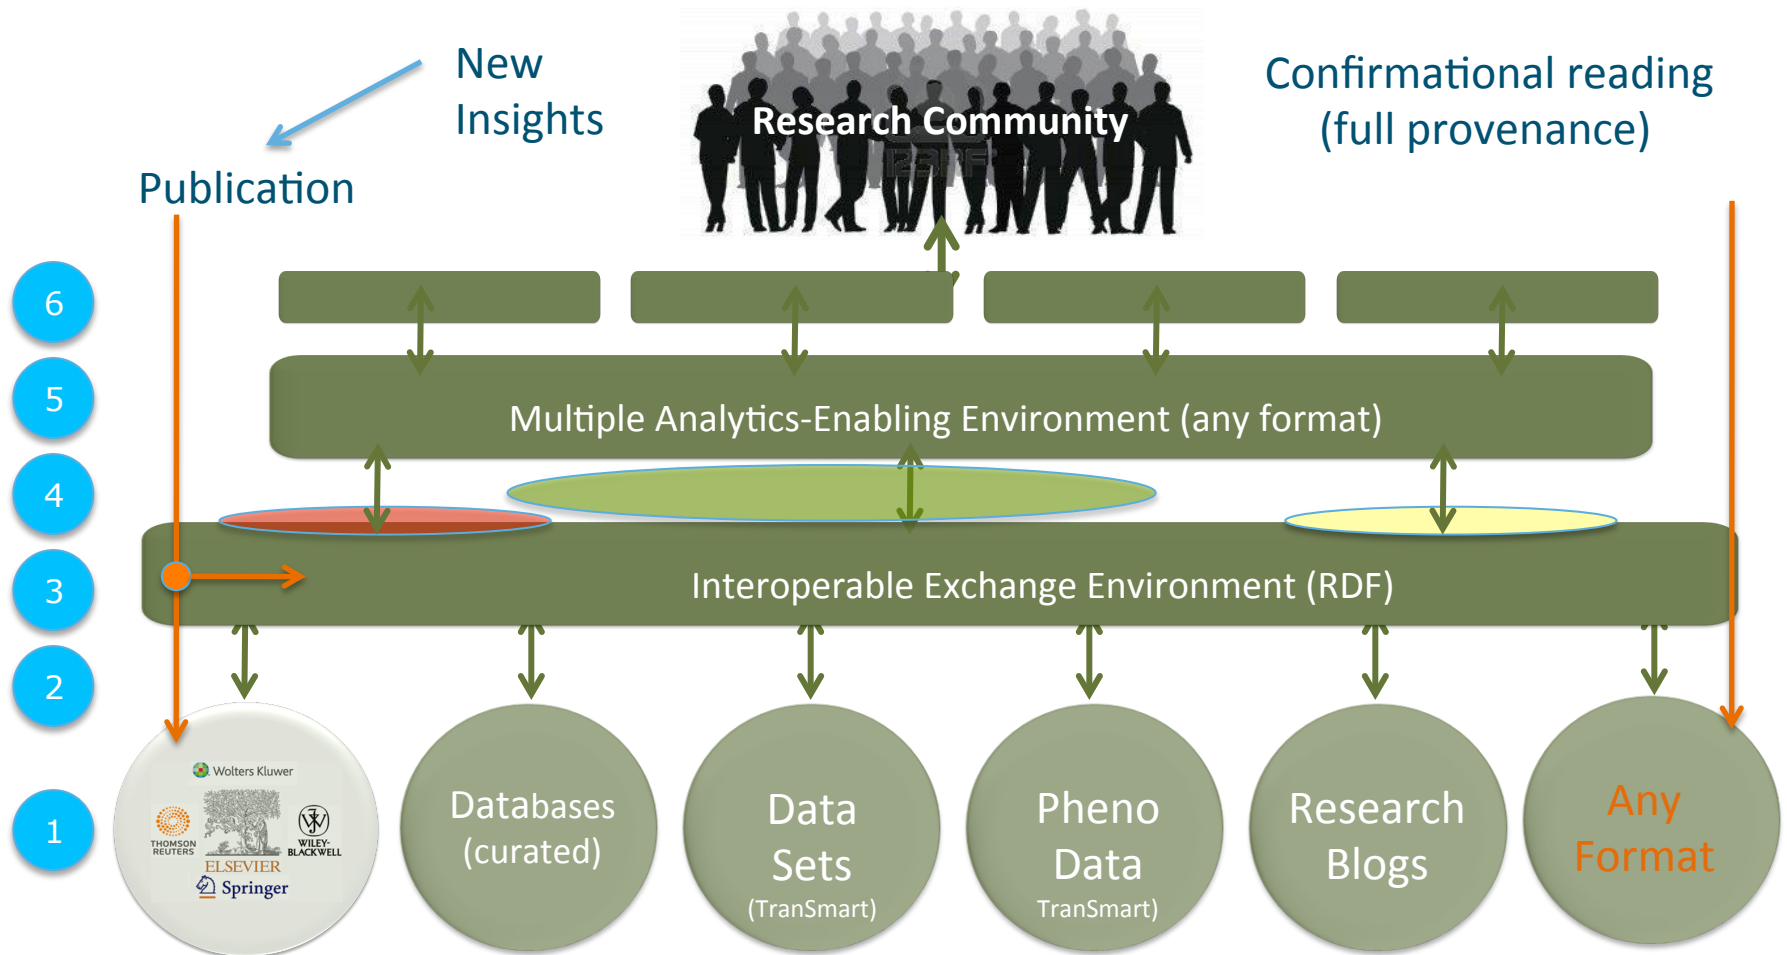 New
Insights
Research Community
123RF
Confirmational reading
(full provenance)
Publication
6
5
Multiple Analytics-Enabling Environment (any format)
4
3
Interoperable Exchange Environment (RDF)
2
1
Wolters Kluwer
THOMSON
REUTERS
ELSEVIER
WILEY-
BLACKWELL
Springer
Databases
(curated)
Data
Sets
(TranSmart)
Pheno
Data
TranSmart)
Research
Blogs
Any
Format